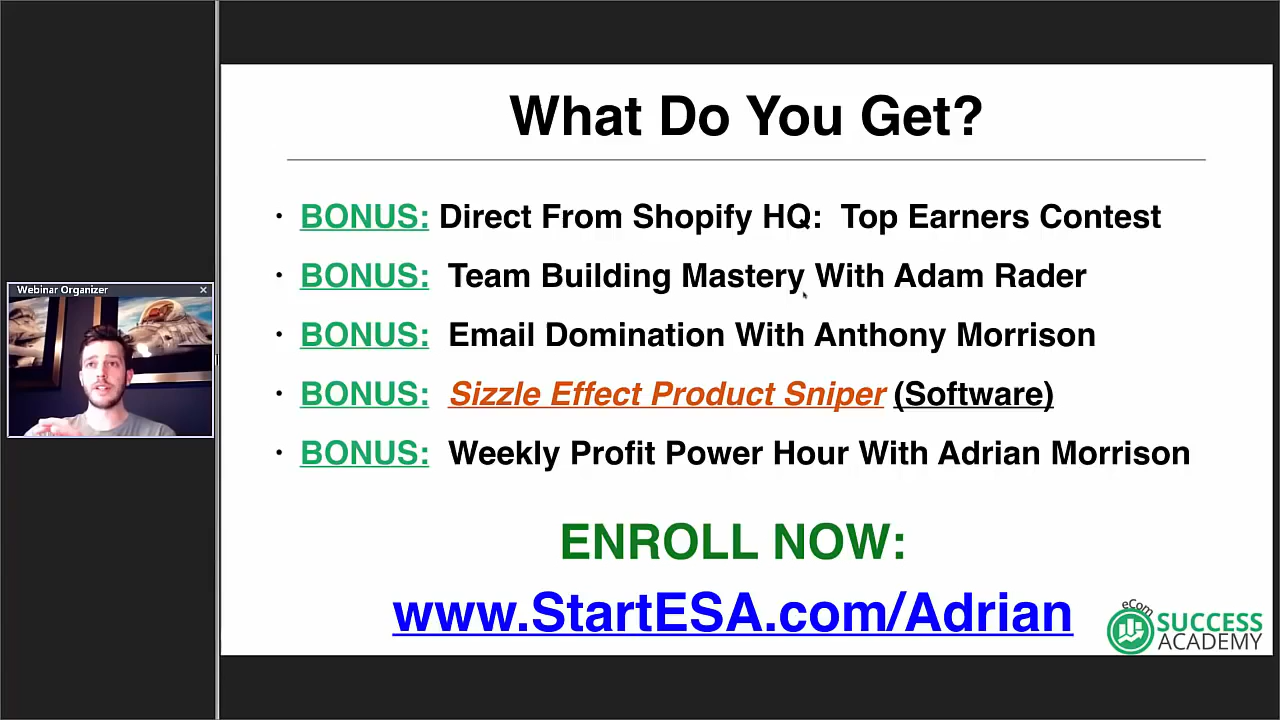 What Do You Get?
• BONUS: Direct From Shopify HQ: Top Earners Contest
• BONUS: Team Building Mastery With Adam Rader
Webinar Organizer
• BONUS: Email Domination With Anthony Morrison
• BONUS: Sizzle Effect Product Sniper (Software)
• BONUS: Weekly Profit Power Hour With Adrian Morrison
ENROLL NOW:
www.StartESA.com/Adrian
eCom
SUCCESS
ACADEMY